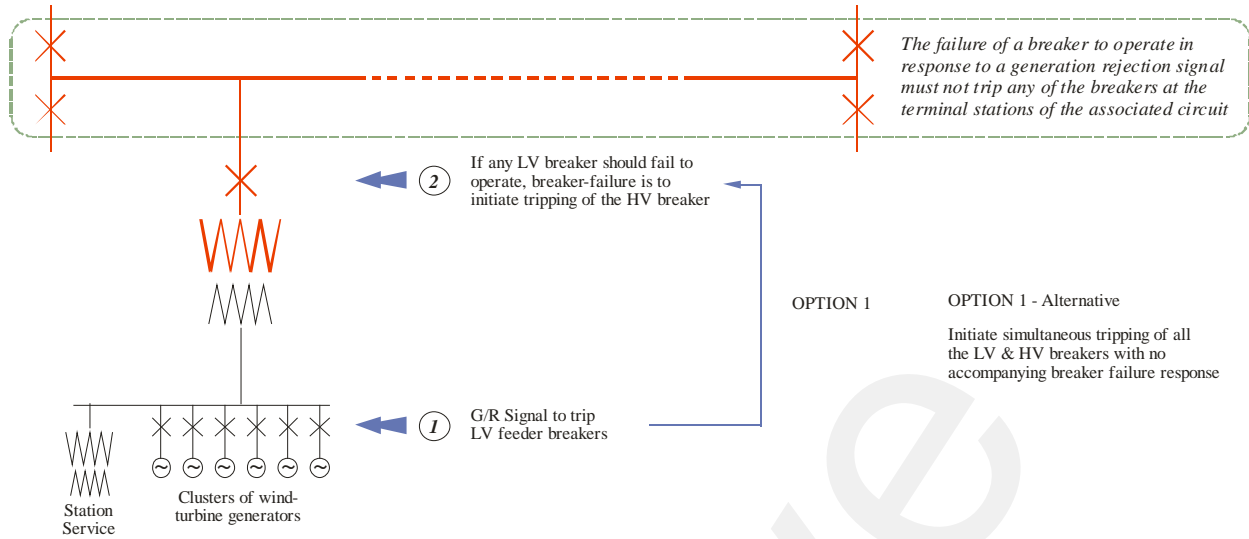 The failure of a breaker to operate in
response to a generation rejection signal
must not trip any of the breakers at the
terminal stations of the associated circuit
2
If any LV breaker should fail to
operate, breaker-failure is to
initiate tripping of the HV breaker
OPTION 1
OPTION 1 - Alternative
Initiate simultaneous tripping of all
the LV & HV breakers with no
accompanying breaker failure response
1
G/R Signal to trip
LV feeder breakers
Clusters of wind-
turbine generators
Station
Service